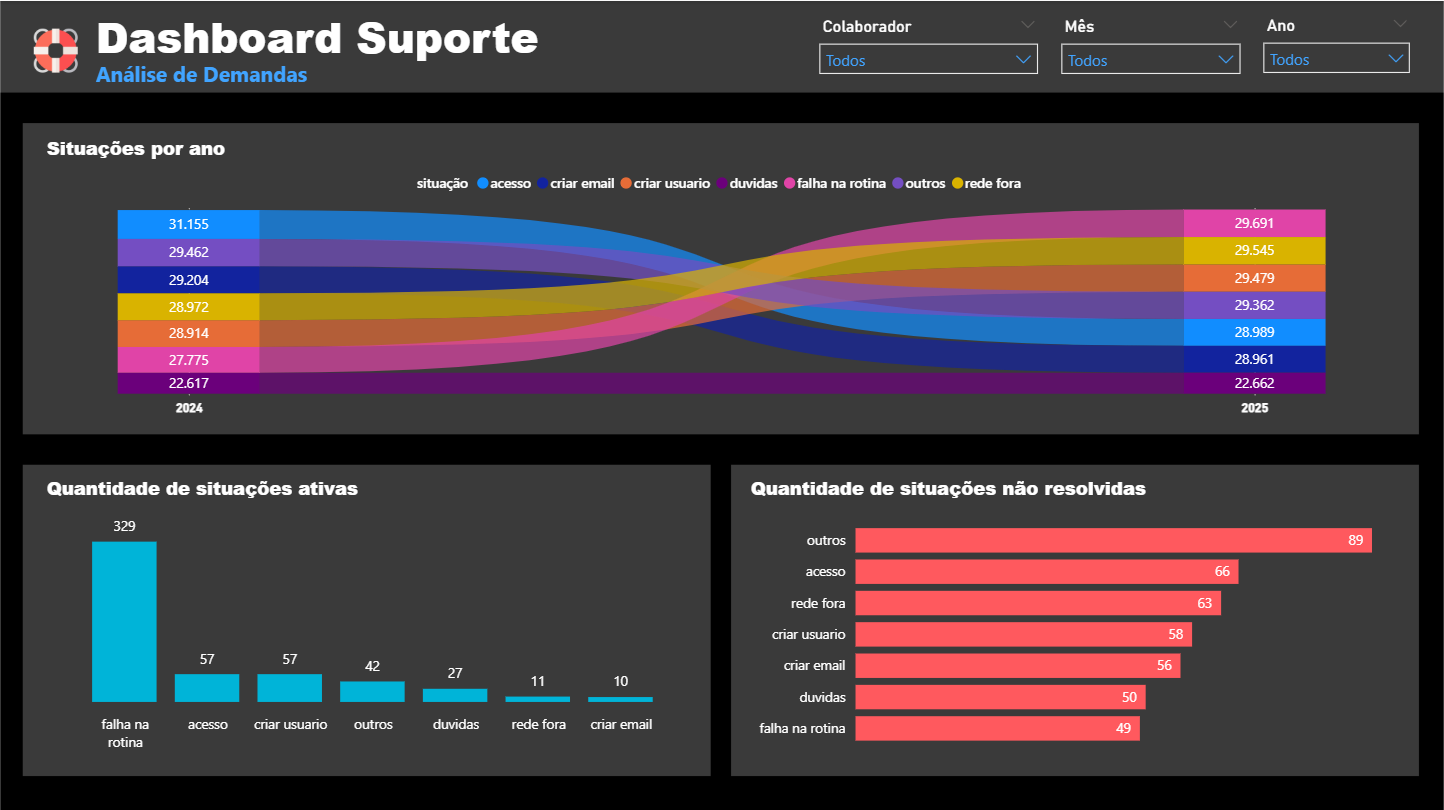 Dashboard Suporte
Análise de Demandas
Colaborador
Todos
Mês
Todos
Ano
Todos
Situações por ano
situação acesso criar email criar usuario duvidas falha na rotina outros rede fora
31.155
29.462
29.204
28.972
28.914
27.775
22.617
2024
29.691
29.545
29.479
29.362
28.989
28.961
22.662
2025
Quantidade de situações ativas
329
57
57
42
27
11
10
falha na
rotina
acesso
criar usuario
outros
duvidas
rede fora
criar email
Quantidade de situações não resolvidas
outros 89
acesso 66
rede fora 63
criar usuario 58
criar email 56
duvidas 50
falha na rotina 49